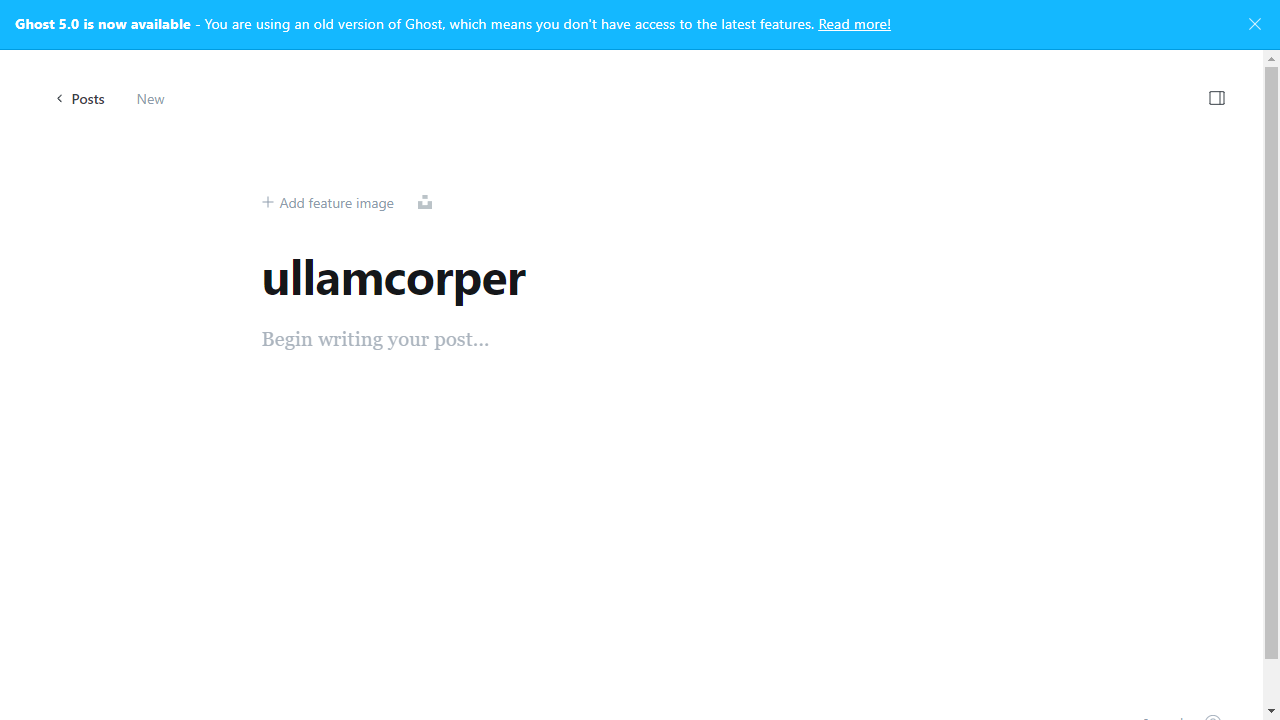 Ghost 5.0 is now available - You are using an old version of Ghost, which means you don't have access to the latest features. Read more!
Posts
New
Add feature image
ullamcorper
Begin writing your post...